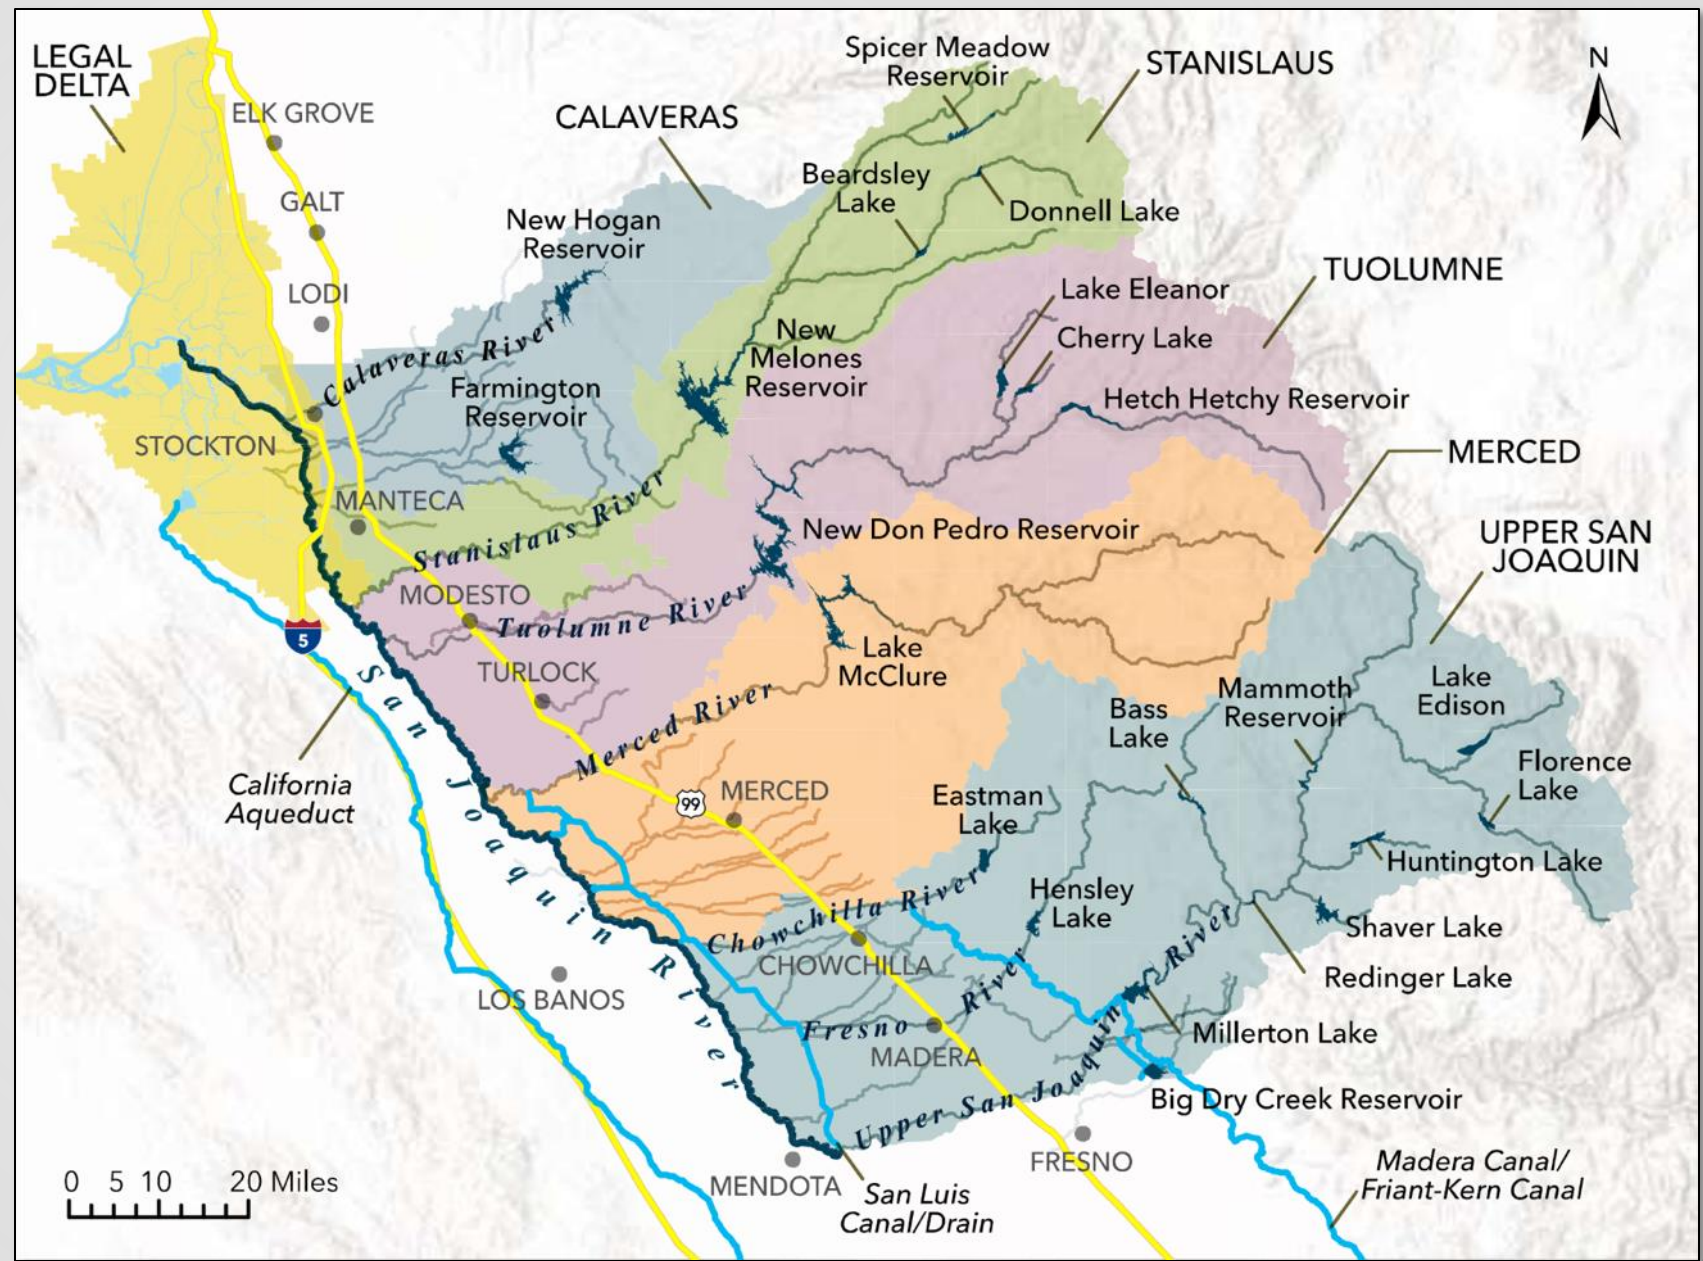 LEGAL
DELTA
ELK GROVE
GALT
LODI
CALAVERAS
Spicer Meadow
Reservoir
STANISLAUS
N
New Hogan
Reservoir
Beardsley
Lake
Donnell Lake
TUOLUMNE
Lake Eleanor
Cherry Lake
Hetch Hetchy Reservoir
Calaveras River
Farmington
Reservoir
New
Melones
Reservoir
STOCKTON
MERCED
MANTECA
Stanislaus River
New Don Pedro Reservoir
UPPER SAN
JOAQUIN
MODESTO
Tuolumne River
5
TURLOCK
Lake
McClure
San Joaquin River
Merced River
Bass
Lake
Mammoth
Reservoir
Lake
Edison
California
Aqueduct
99
MERCED
Eastman
Lake
Florence
Lake
Huntington Lake
Hensley
Lake
Chowchilla River
Shaver Lake
CHOWCHILLA
Redinger Lake
LOS BANOS
Fresno River
MADERA
Millerton Lake
Upper San Joaquin River
Big Dry Creek Reservoir
FRESNO
MENDOTA
San Luis
Canal/Drain
Madera Canal/
Friant-Kern Canal
0 5 10 20 Miles